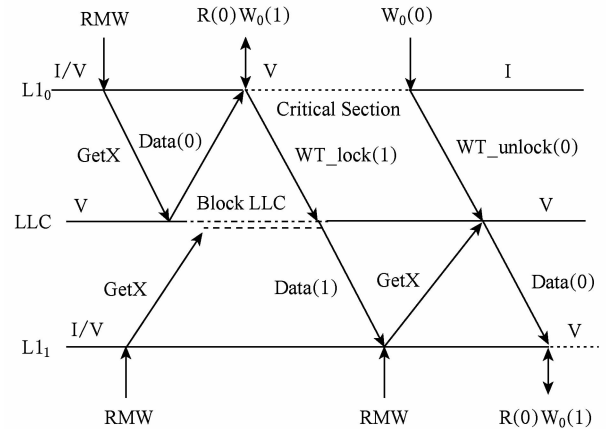 RMW
R(0)W₀(1)
W₀(0)
I/V
V
I
L1₀
Critical Section
GetX
Data(0)
WT_lock(1)
WT_unlock(0)
V
Block LLC
V
LLC
GetX
Data(1)
GetX
Data(0)
I/V
V
L1₁
RMW
RMW
R(0)W₀(1)